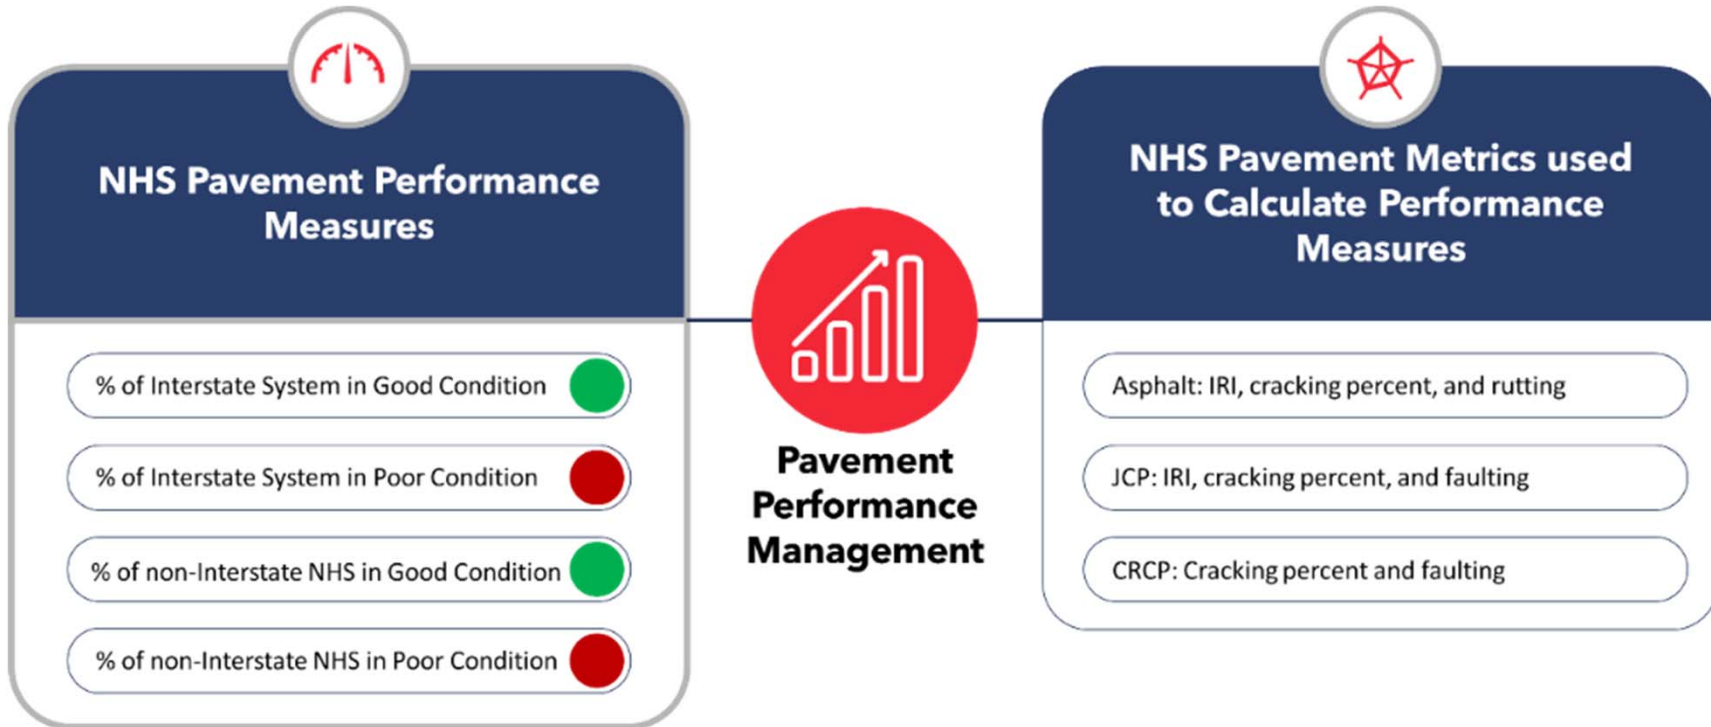 NHS Pavement Performance
Measures
% of Interstate System in Good Condition
% of Interstate System in Poor Condition
% of non-Interstate NHS in Good Condition
% of non-Interstate NHS in Poor Condition
Pavement
Performance
Management
NHS Pavement Metrics used
to Calculate Performance
Measures
Asphalt: IRI, cracking percent, and rutting
JCP: IRI, cracking percent, and faulting
CRCP: Cracking percent and faulting